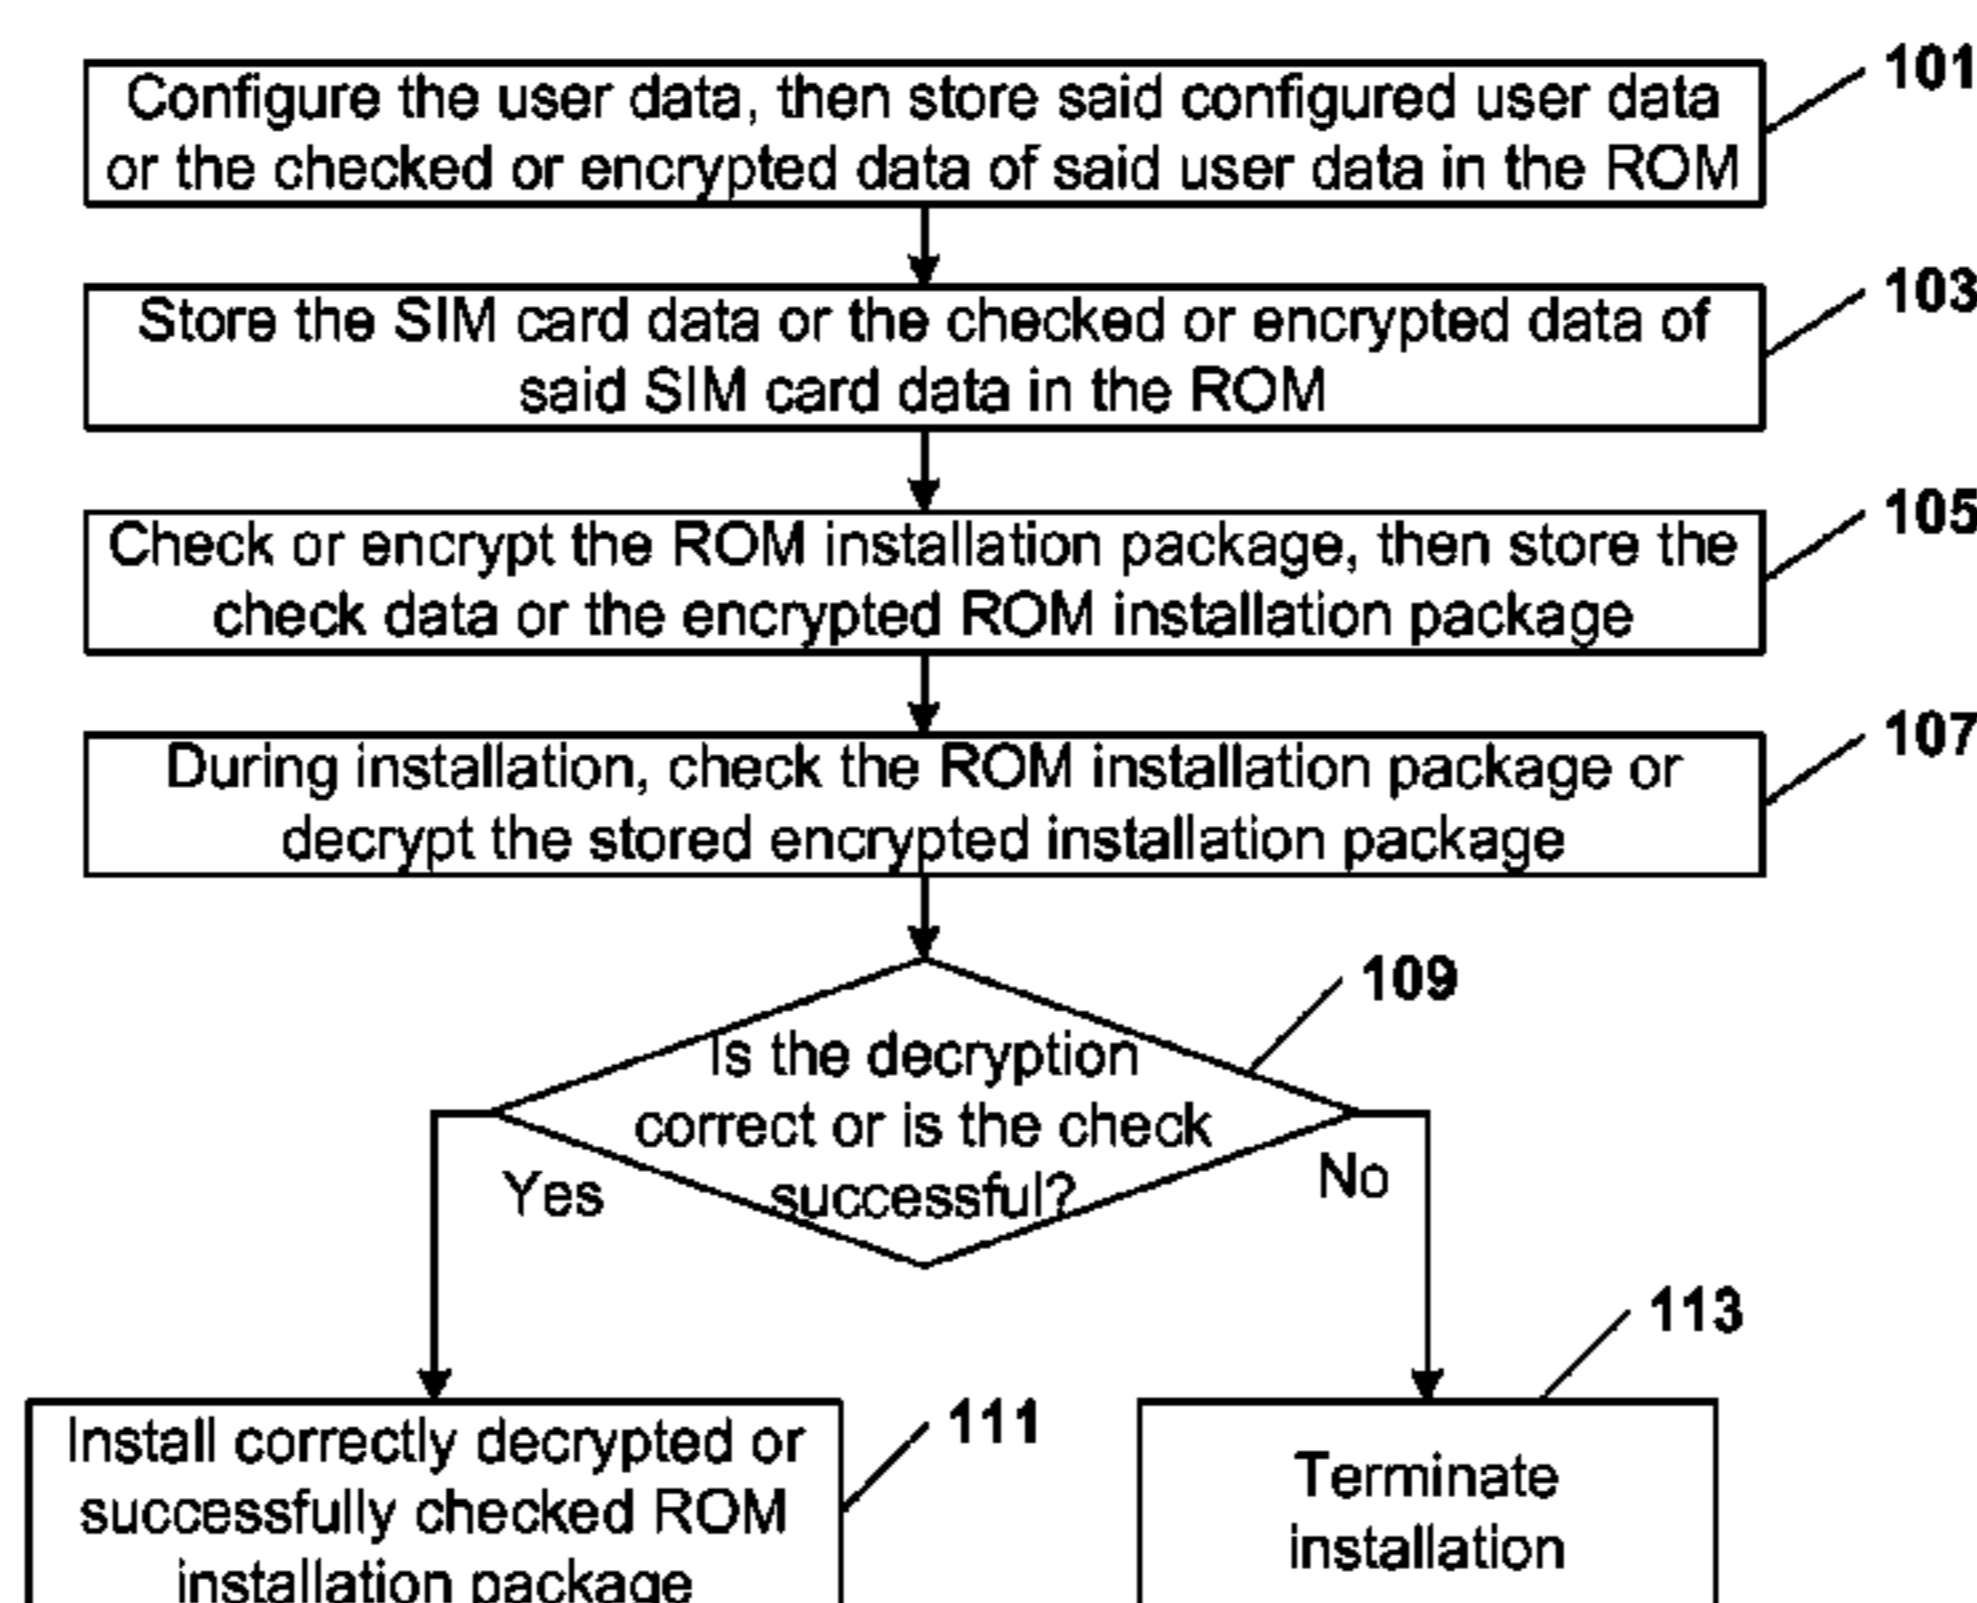 101
Configure the user data, then store said configured user data
or the checked or encrypted data of said user data in the ROM
103
Store the SIM card data or the checked or encrypted data of
said SIM card data in the ROM
105
Check or encrypt the ROM installation package, then store the
check data or the encrypted ROM installation package
107
During installation, check the ROM installation package or
decrypt the stored encrypted installation package
109
Is the decryption
correct or is the check
successful?
Yes
No
113
111
Install correctly decrypted or
successfully checked ROM
installation package
Terminate
installation